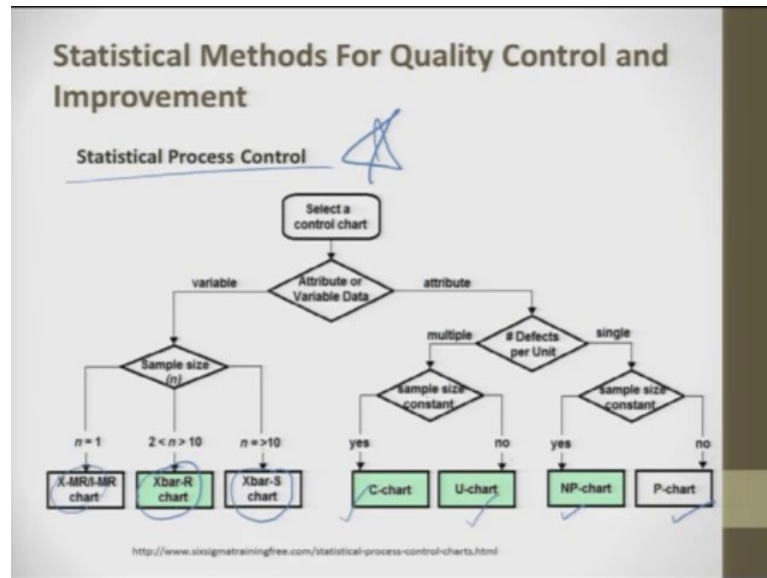 Statistical Methods For Quality Control and
Improvement
Statistical Process Control
Select a
control chart
Attribute or
Variable Data
variable
attribute
Sample size
(n)
# Defects
per Unit
multiple
single
sample size
constant
sample size
constant
n = 1
2 < n > 10
n = >10
yes
no
yes
no
X-MR/I-MR
chart
Xbar-R
chart
Xbar-S
chart
C-chart
U-chart
NP-chart
P-chart
http://www.sixsigmatrainingfree.com/statistical-process-control-charts.html